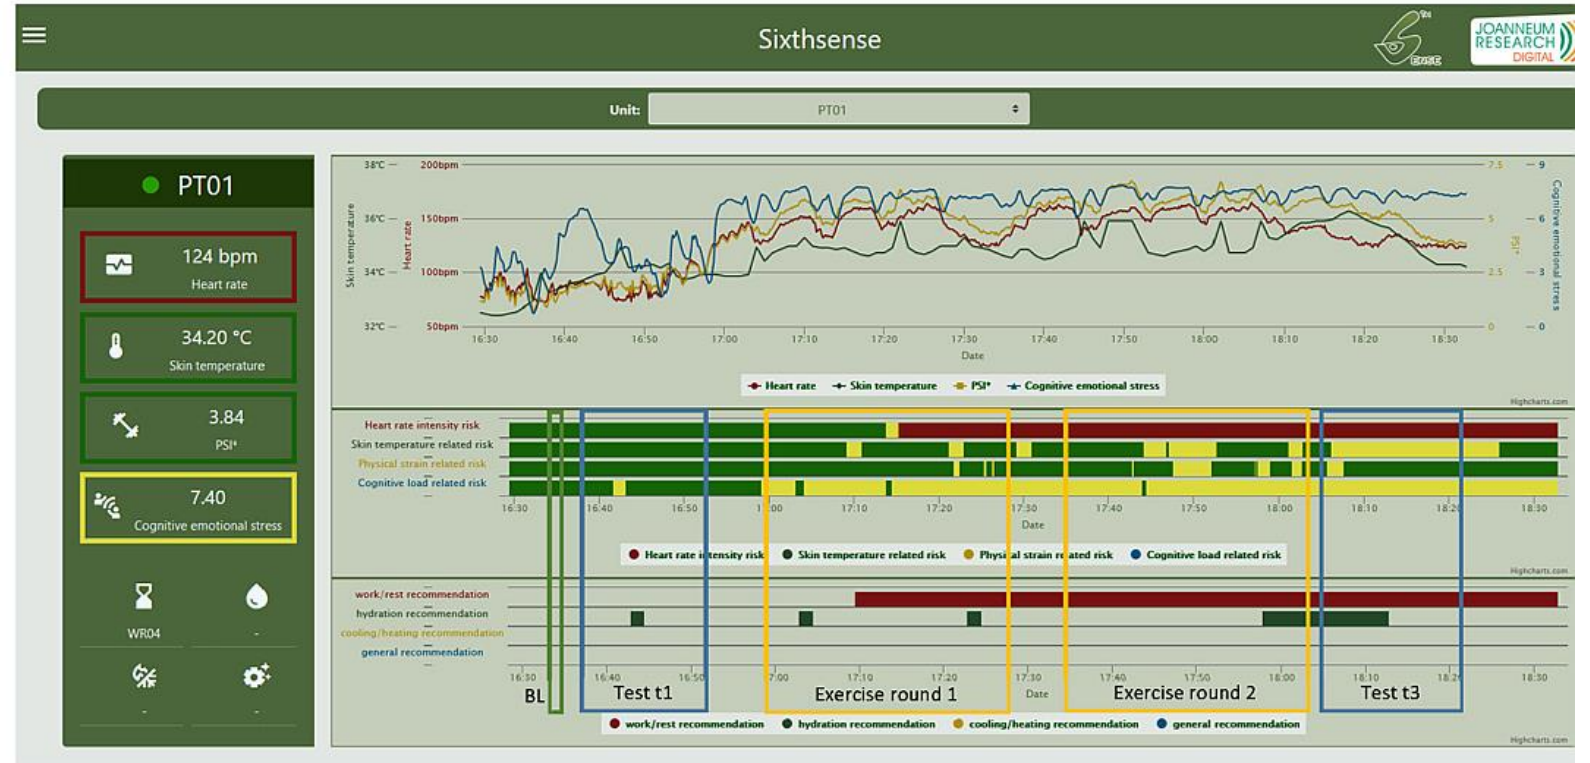 Sixthsense
6th
SENSE
JOANNEUM
RESEARCH
DIGITAL
Unit: PT01
PT01
124 bpm
Heart rate
34.20 °C
Skin temperature
3.84
PSI*
7.40
Cognitive emotional stress
WR04 -
- -
38°C 200bpm 7.5 9
36°C 150bpm 5 6
34°C 100bpm 2.5 3
32°C 50bpm 0 0
Skin temperature
Heart rate
PSI*
Cognitive emotional stress
16:30 16:40 16:50 17:00 17:10 17:20 17:30 17:40 17:50 18:00 18:10 18:20 18:30
Date
Heart rate Skin temperature PSI* Cognitive emotional stress
Highcharts.com
Heart rate intensity risk
Skin temperature related risk
Physical strain related risk
Cognitive load related risk
16:30 16:40 16:50 17:00 17:10 17:20 17:30 17:40 17:50 18:00 18:10 18:20 18:30
Date
Heart rate intensity risk Skin temperature related risk Physical strain related risk Cognitive load related risk
Highcharts.com
work/rest recommendation
hydration recommendation
cooling/heating recommendation
general recommendation
16:30 16:40 16:50 17:00 17:10 17:20 17:30 17:40 17:50 18:00 18:10 18:20 18:30
BL Test t1 Exercise round 1 Date Exercise round 2 Test t3
work/rest recommendation hydration recommendation cooling/heating recommendation general recommendation
Highcharts.com